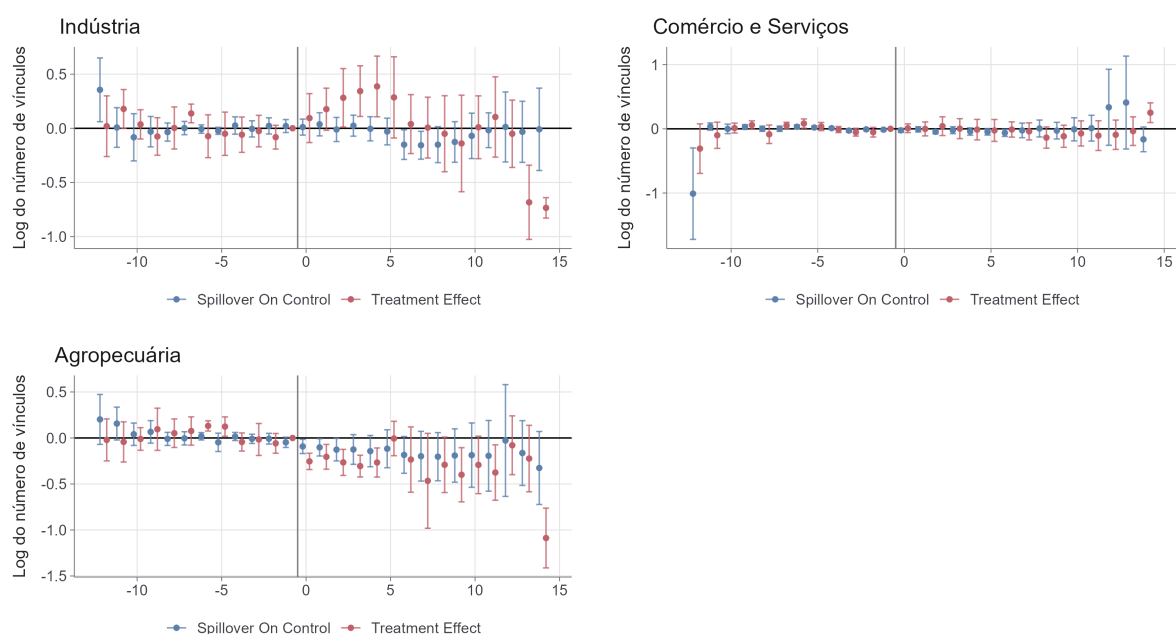 Indústria
Log do número de vínculos
0.5
0.0
-0.5
-1.0
-10
-5
0
5
10
15
Spillover On Control
Treatment Effect
Comércio e Serviços
Log do número de vínculos
1
0
-1
-10
-5
0
5
10
15
Spillover On Control
Treatment Effect
Agropecuária
Log do número de vínculos
0.5
0.0
-0.5
-1.0
-1.5
-10
-5
0
5
10
15
Spillover On Control
Treatment Effect